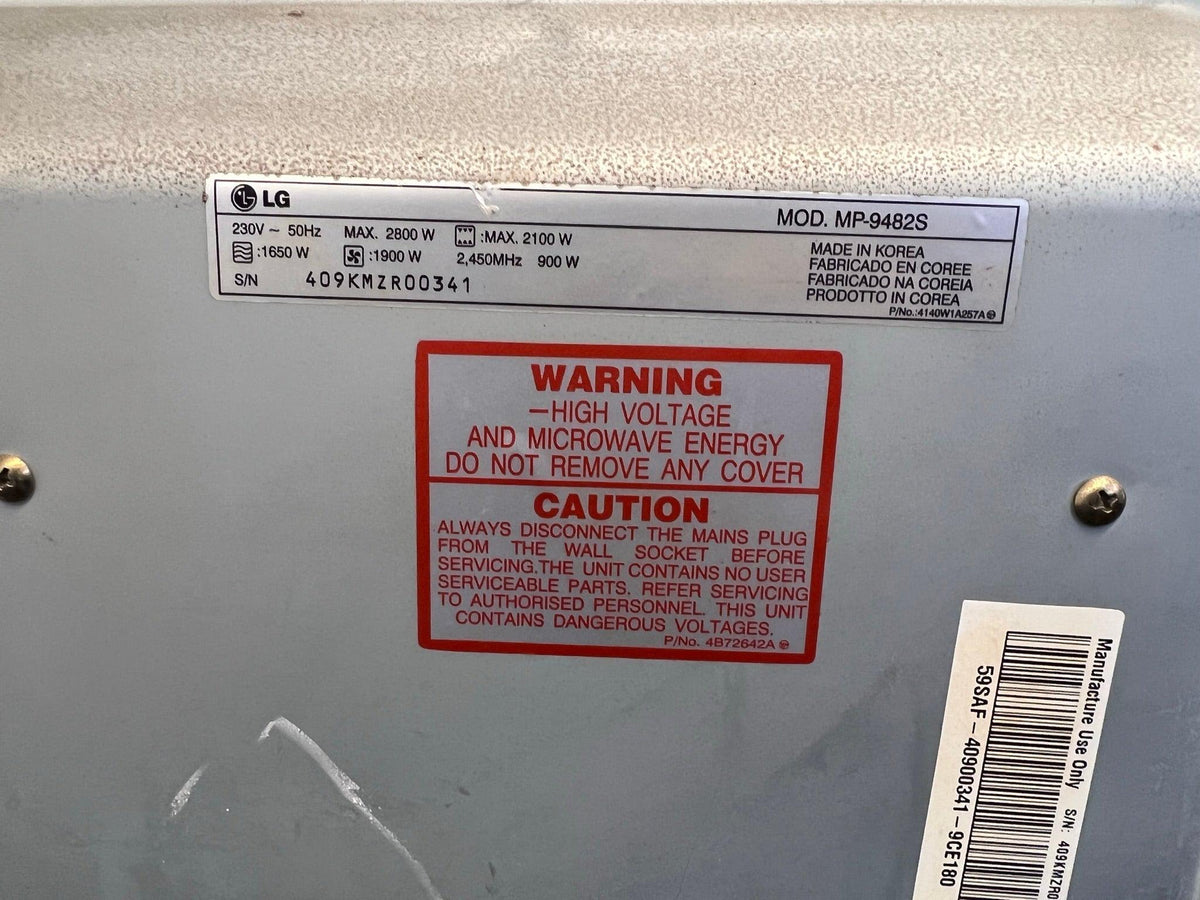 LG
MOD. MP-9482S
230V ~ 50Hz MAX. 2800 W :MAX. 2100 W
:1650 W :1900 W 2,450MHz 900 W
S/N 409KMZR00341
MADE IN KOREA
FABRICADO EN COREE
FABRICADO NA COREIA
PRODOTTO IN COREA
P/No.:4140W1A257A
WARNING
—HIGH VOLTAGE
AND MICROWAVE ENERGY
DO NOT REMOVE ANY COVER
CAUTION
ALWAYS DISCONNECT THE MAINS PLUG
FROM THE WALL SOCKET BEFORE
SERVICING.THE UNIT CONTAINS NO USER
SERVICEABLE PARTS. REFER SERVICING
TO AUTHORISED PERSONNEL. THIS UNIT
CONTAINS DANGEROUS VOLTAGES.
P/No. 4B72642A
Manufacture Use Only S/N: 409KMZR0
59SAF-40900341-9CE180